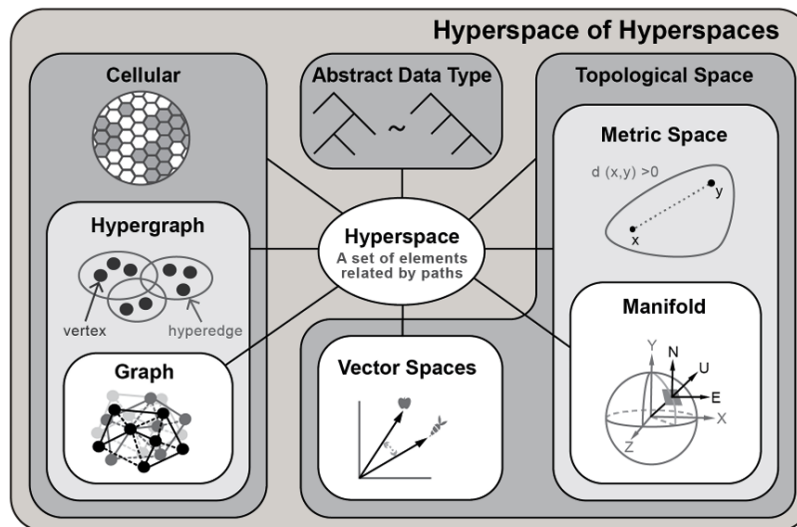 Hyperspace of Hyperspaces
Cellular
Abstract Data Type
~
Topological Space
Metric Space
d (x,y) >0
y
x
Hypergraph
vertex
hyperedge
Hyperspace
A set of elements
related by paths
Graph
Vector Spaces
Manifold
Y
N
U
E
X
Z